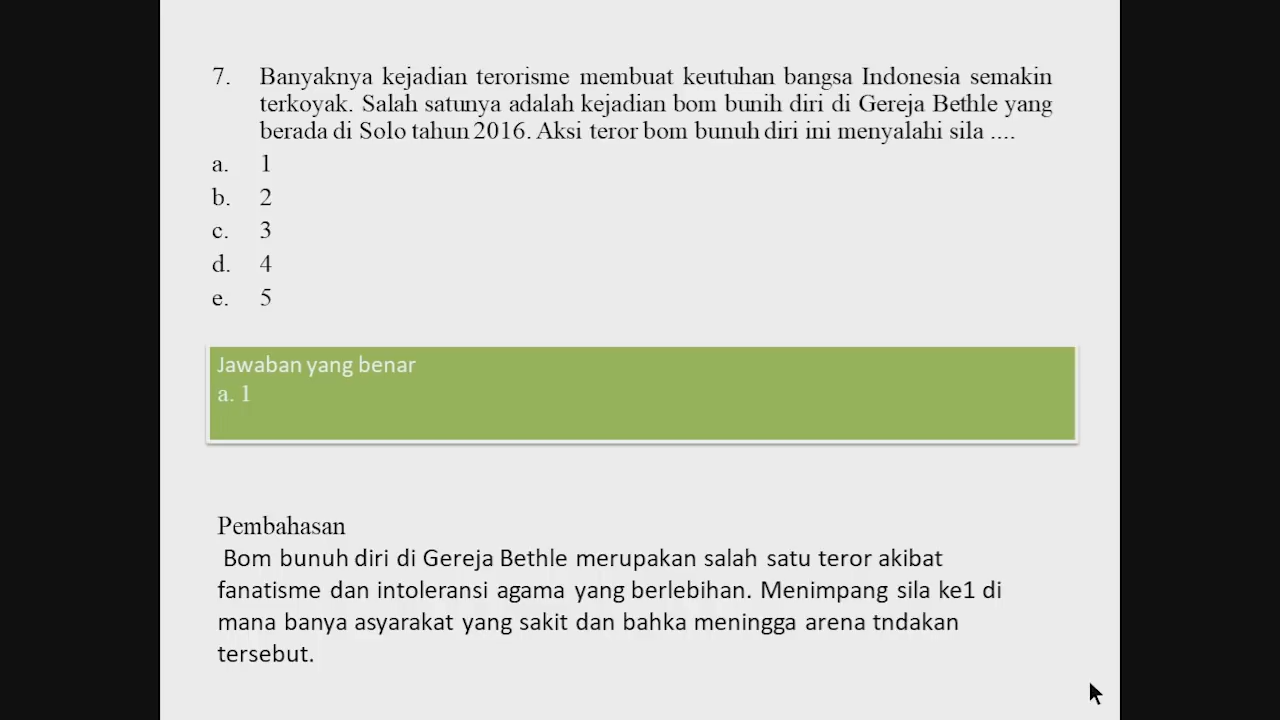 7. Banyaknya kejadian terorisme membuat keutuhan bangsa Indonesia semakin
terkoyak. Salah satunya adalah kejadian bom bunih diri di Gereja Bethle yang
berada di Solo tahun 2016. Aksi teror bom bunuh diri ini menyalahi sila ....
a. 1
b. 2
c. 3
d. 4
e. 5
Jawaban yang benar
a. 1
Pembahasan
Bom bunuh diri di Gereja Bethle merupakan salah satu teror akibat
fanatisme dan intoleransi agama yang berlebihan. Menimpang sila ke1 di
mana banya asyarakat yang sakit dan bahka meningga arena tndakan
tersebut.